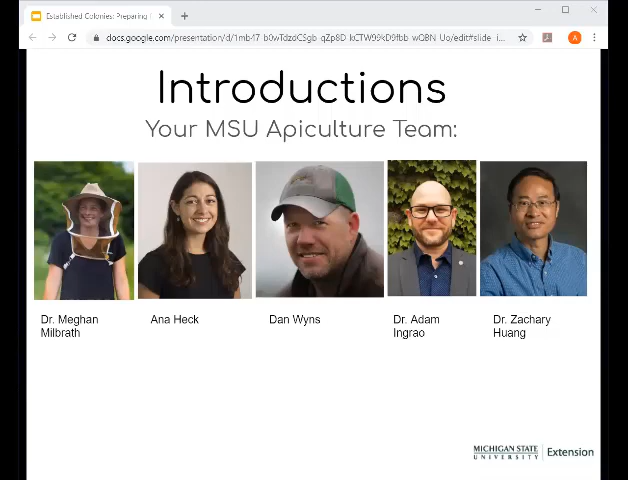 Established Colonies: Preparing
Introductions
Your MSU Apiculture Team:
Dr. Meghan
Milbrath
Ana Heck
Dan Wyns
Dr. Adam
Ingrao
Dr. Zachary
Huang
MICHIGAN STATE
UNIVERSITY
Extension